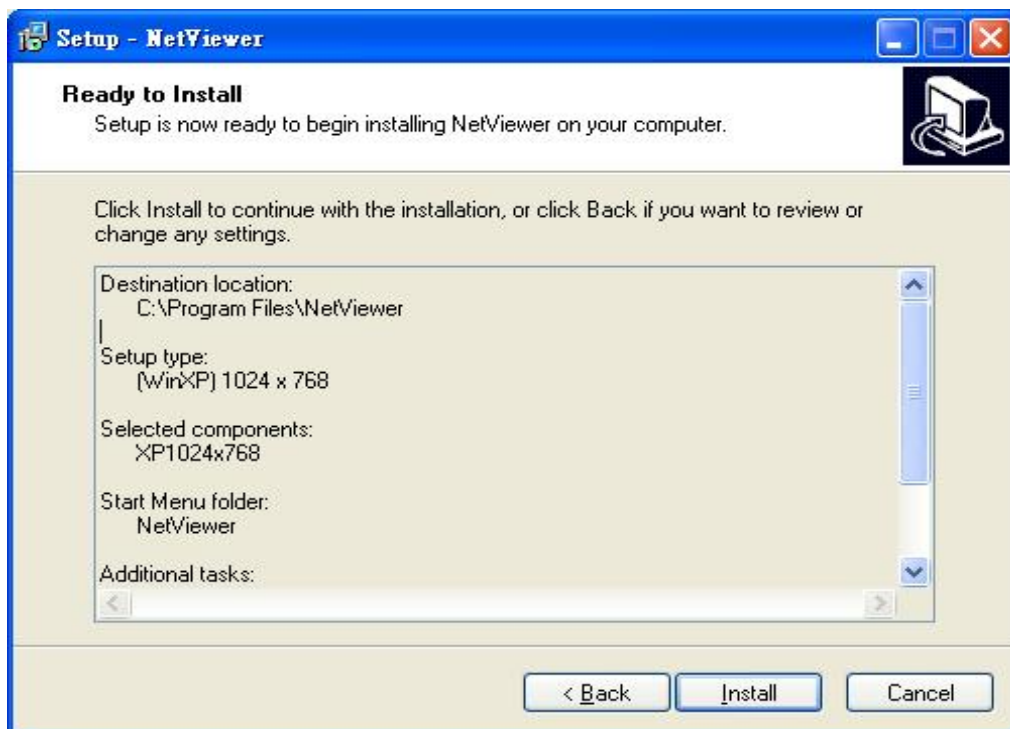 Setup - NetViewer
Ready to Install
Setup is now ready to begin installing NetViewer on your computer.
Click Install to continue with the installation, or click Back if you want to review or
change any settings.
Destination location:
C:\Program Files\NetViewer
Setup type:
(WinXP) 1024 x 768
Selected components:
XP1024x768
Start Menu folder:
NetViewer
Additional tasks:
< Back
Install
Cancel